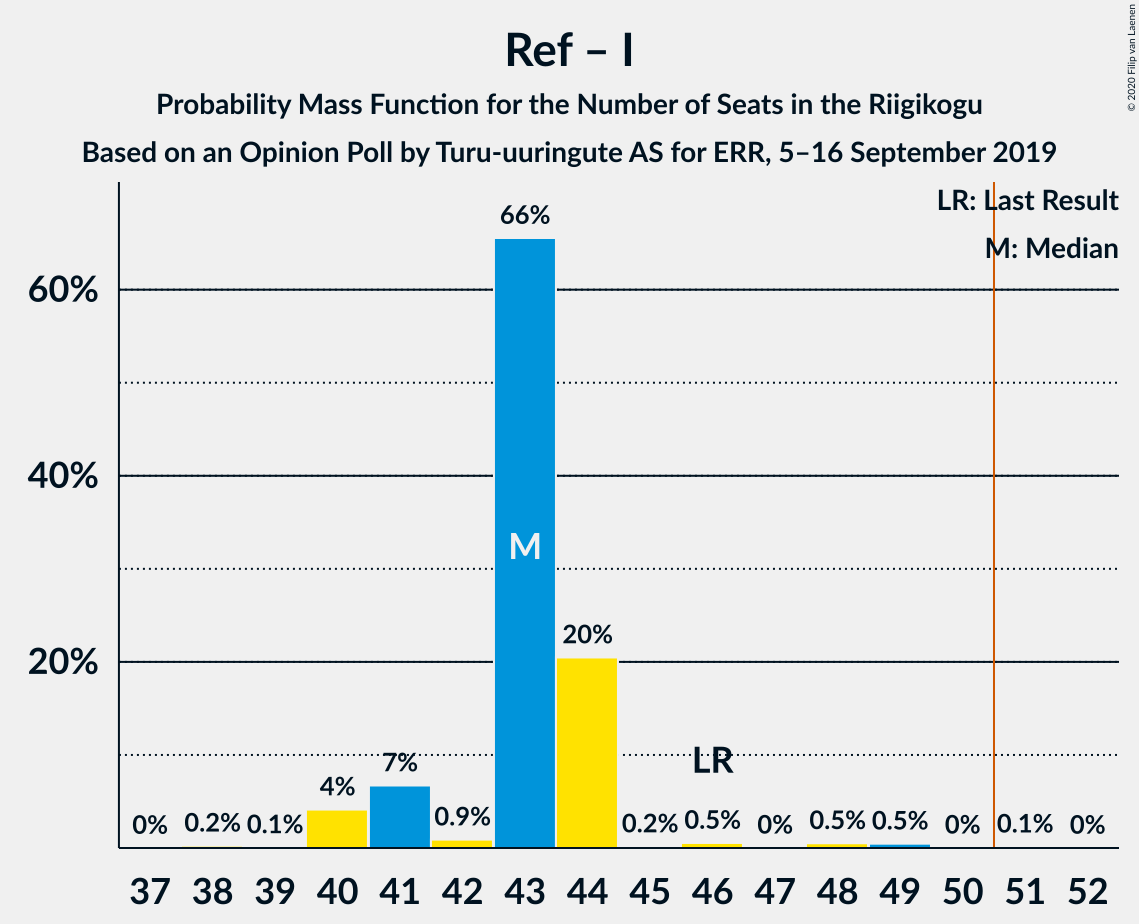 Ref – I
Probability Mass Function for the Number of Seats in the Riigikogu
Based on an Opinion Poll by Turu-uuringute AS for ERR, 5–16 September 2019
© 2020 Filip van Laenen
LR: Last Result
M: Median
60%
40%
20%
0%
0.2%
0.1%
4%
7%
0.9%
66%
M
20%
0.2%
LR
0.5%
0%
0.5%
0.5%
0%
0.1%
0%
37 38 39 40 41 42 43 44 45 46 47 48 49 50 51 52